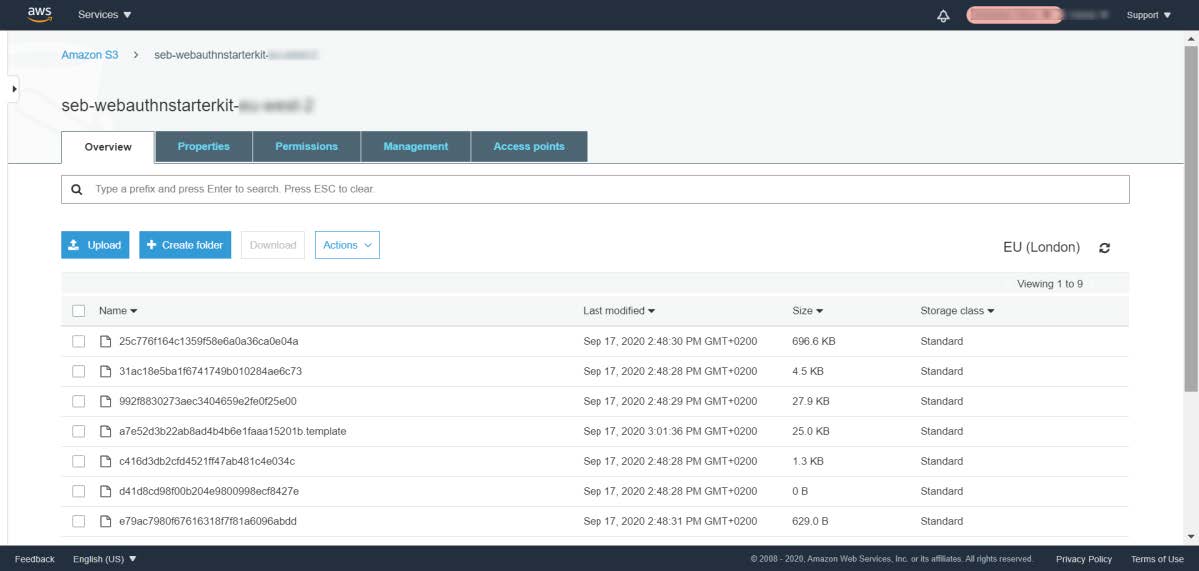 aws Services Support
Amazon S3 > seb-webauthnstarterkit-
seb-webauthnstarterkit-
Overview Properties Permissions Management Access points
Type a prefix and press Enter to search. Press ESC to clear.
Upload + Create folder Download Actions EU (London)
Viewing 1 to 9
Name Last modified Size Storage class
25c776f164c1359f58e6a0a36ca0e04a Sep 17, 2020 2:48:30 PM GMT+0200 696.6 KB Standard
31ac18e5ba1f6741749b010284ae6c73 Sep 17, 2020 2:48:28 PM GMT+0200 4.5 KB Standard
992f8830273aec3404659e2fe0f25e00 Sep 17, 2020 2:48:29 PM GMT+0200 27.9 KB Standard
a7e52d3b22ab8ad4b4b6e1faaa15201b.template Sep 17, 2020 3:01:36 PM GMT+0200 25.0 KB Standard
c416d3db2cfd4521ff47ab481c4e034c Sep 17, 2020 2:48:28 PM GMT+0200 1.3 KB Standard
d41d8cd98f00b204e9800998ecf8427e Sep 17, 2020 2:48:28 PM GMT+0200 0 B Standard
e79ac7980f67616318f7f81a6096abdd Sep 17, 2020 2:48:31 PM GMT+0200 629.0 B Standard
Feedback English (US) © 2008 - 2020, Amazon Web Services, Inc. or its affiliates. All rights reserved. Privacy Policy Terms of Use